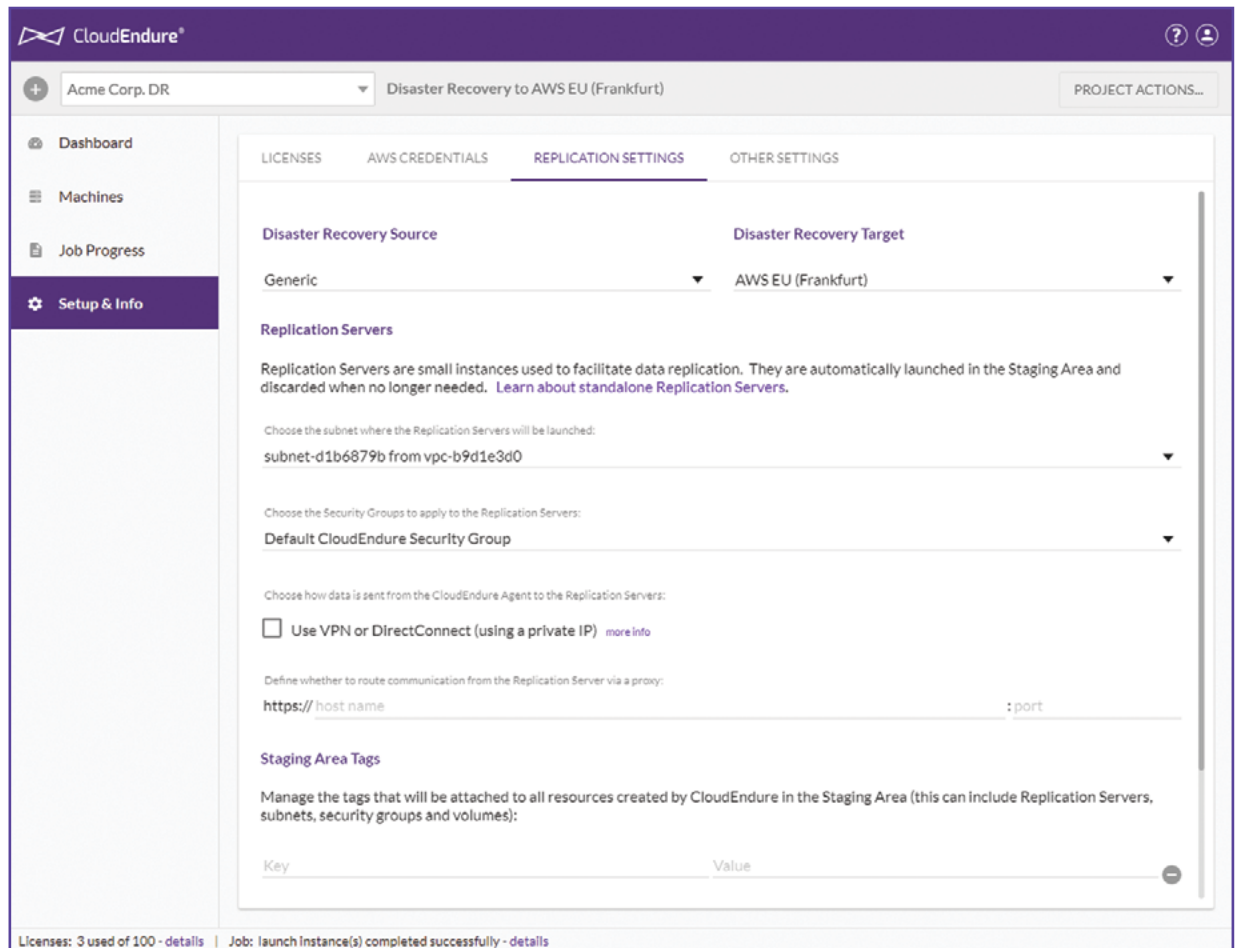 CloudEndure®
?
+
Acme Corp. DR
Disaster Recovery to AWS EU (Frankfurt)
PROJECT ACTIONS...
Dashboard
Machines
Job Progress
Setup & Info
LICENSES
AWS CREDENTIALS
REPLICATION SETTINGS
OTHER SETTINGS
Disaster Recovery Source
Disaster Recovery Target
Generic
AWS EU (Frankfurt)
Replication Servers
Replication Servers are small instances used to facilitate data replication. They are automatically launched in the Staging Area and
discarded when no longer needed. Learn about standalone Replication Servers.
Choose the subnet where the Replication Servers will be launched:
subnet-d1b6879b from vpc-b9d1e3d0
Choose the Security Groups to apply to the Replication Servers:
Default CloudEndure Security Group
Choose how data is sent from the CloudEndure Agent to the Replication Servers:
Use VPN or DirectConnect (using a private IP) more info
Define whether to route communication from the Replication Server via a proxy:
https:// host name : port
Staging Area Tags
Manage the tags that will be attached to all resources created by CloudEndure in the Staging Area (this can include Replication Servers,
subnets, security groups and volumes):
Key
Value
Licenses: 3 used of 100 - details | Job: launch instance(s) completed successfully - details